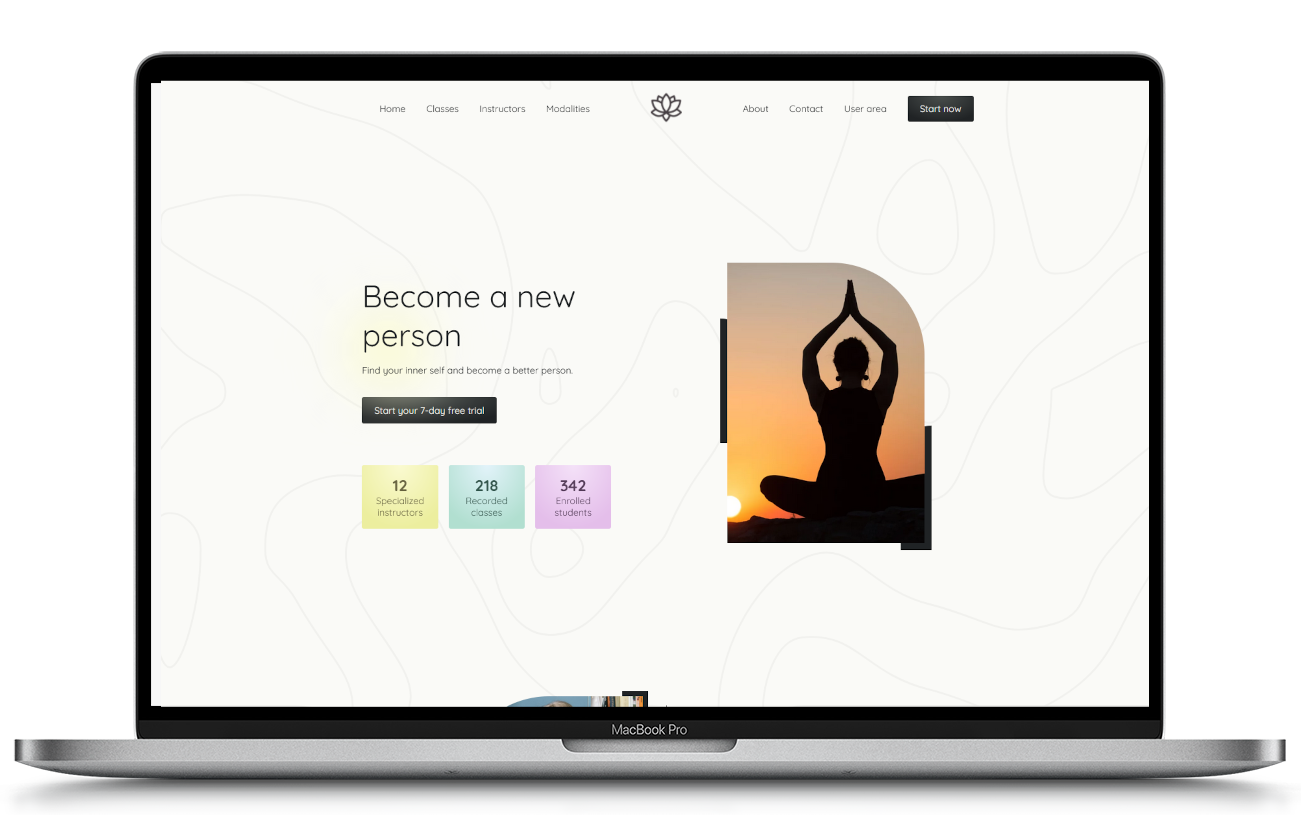 Home Classes Instructors Modalities About Contact User area Start now
Become a new
person
Find your inner self and become a better person.
Start your 7-day free trial
12
Specialized
instructors
218
Recorded
classes
342
Enrolled
students
MacBook Pro